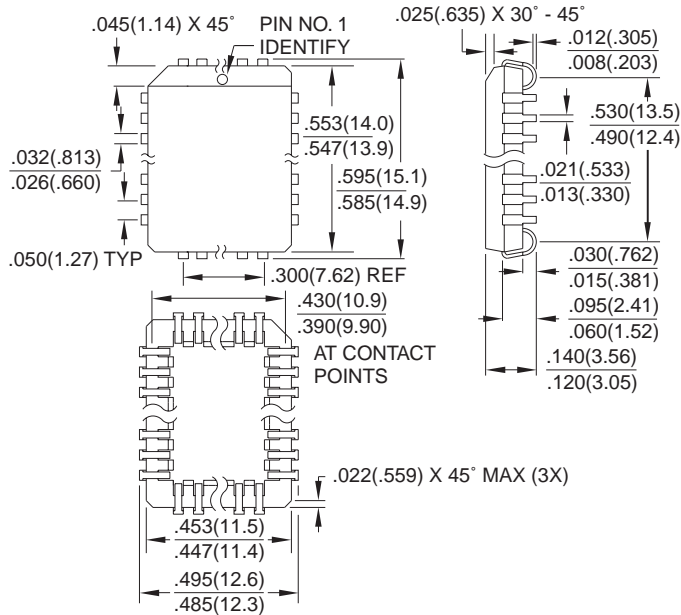 .045(1.14) X 45°
PIN NO. 1
IDENTIFY
.025(.635) X 30° - 45°
.012(.305)
.008(.203)
.553(14.0)
.547(13.9)
.530(13.5)
.490(12.4)
.032(.813)
.026(.660)
.595(15.1)
.585(14.9)
.021(.533)
.013(.330)
.050(1.27) TYP
.300(7.62) REF
.030(.762)
.015(.381)
.430(10.9)
.390(9.90)
AT CONTACT
POINTS
.095(2.41)
.060(1.52)
.140(3.56)
.120(3.05)
.022(.559) X 45° MAX (3X)
.453(11.5)
.447(11.4)
.495(12.6)
.485(12.3)